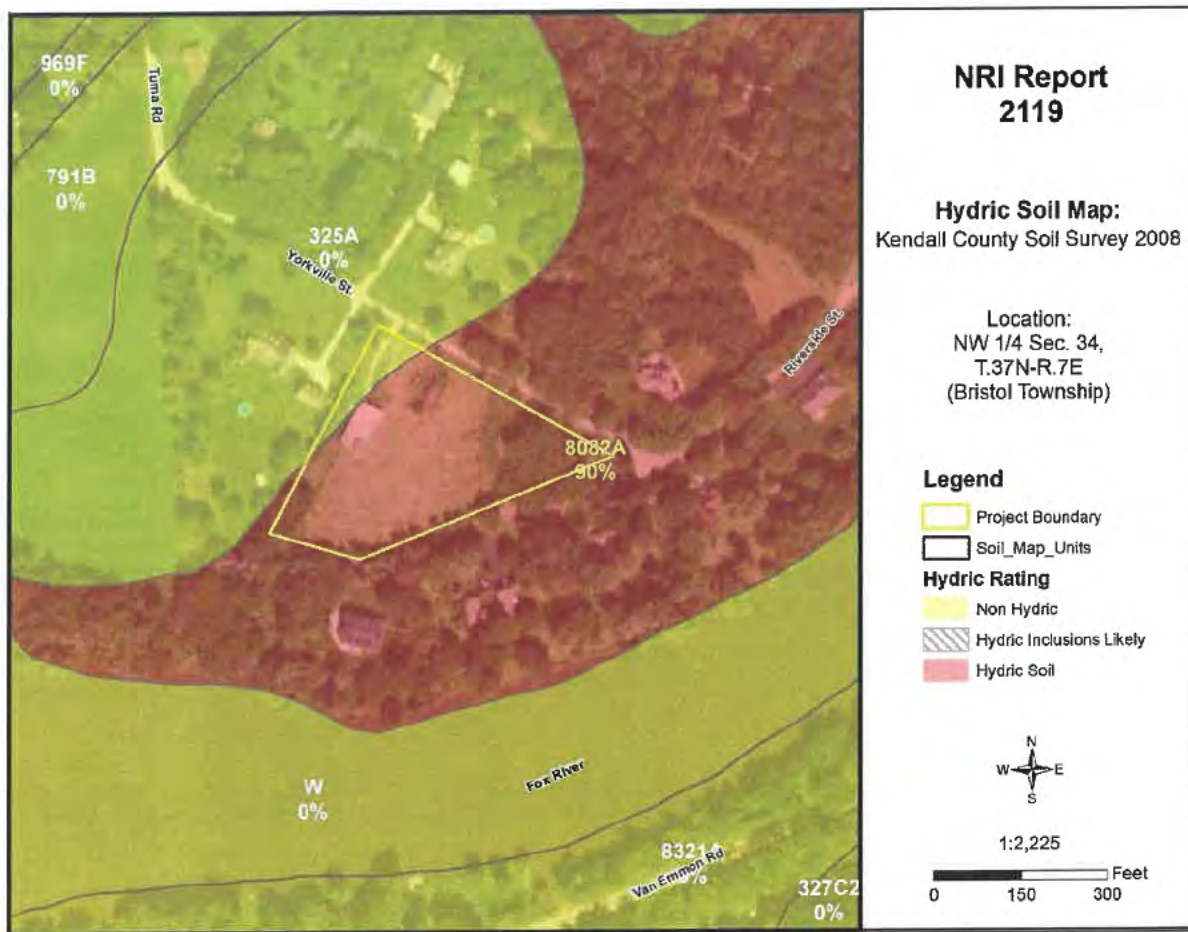 969F
0%
Tuma Rd
791B
0%
325A
0%
Yorkville St.
Riverside St.
8082A
90%
W
0%
Fox River
8321A
0%
Van Emmon Rd
327C2
0%
NRI Report
2119
Hydric Soil Map:
Kendall County Soil Survey 2008
Location:
NW 1/4 Sec. 34,
T.37N-R.7E
(Bristol Township)
Legend
Project Boundary
Soil_Map_Units
Hydric Rating
Non Hydric
Hydric Inclusions Likely
Hydric Soil
N
W E
S
1:2,225
Feet
0 150 300